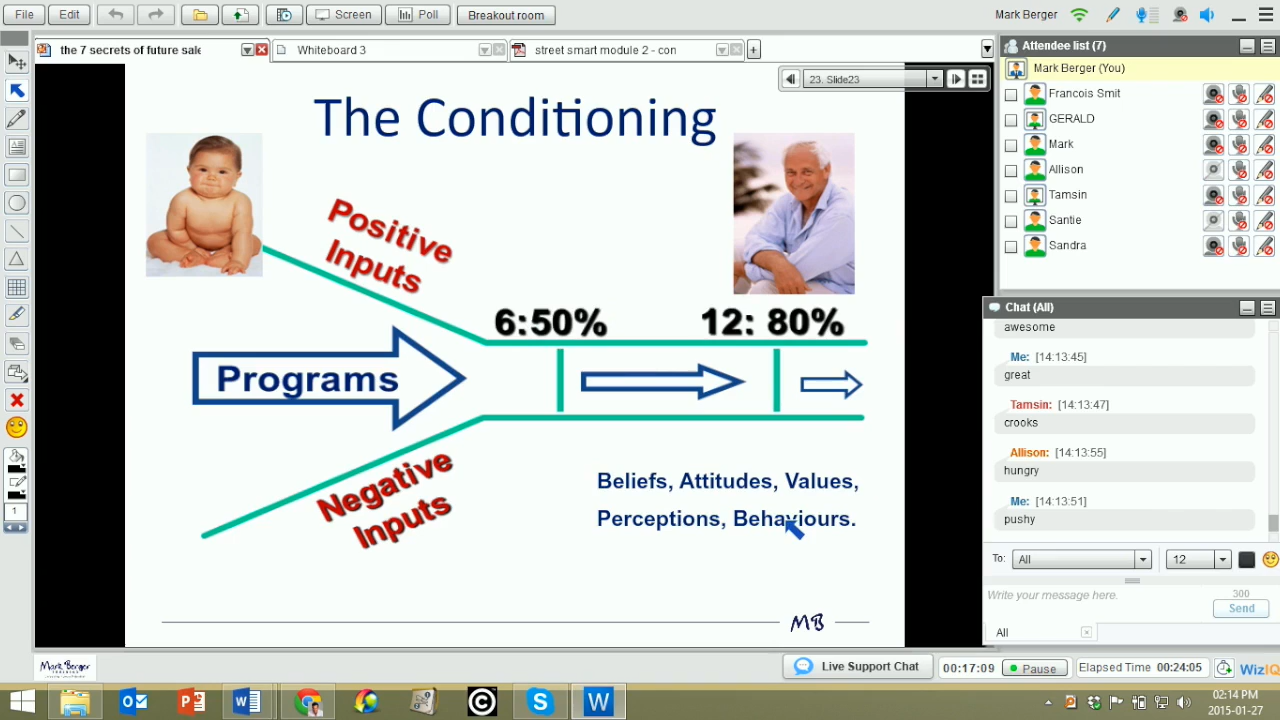 File
Edit
Screen
Poll
Breakout room
Mark Berger
the 7 secrets of future sale
Whiteboard 3
street smart module 2 - con
23. Slide23
The Conditioning
Positive
Inputs
6:50%
12: 80%
Programs
Negative
Inputs
Beliefs, Attitudes, Values,
Perceptions, Behaviours.
MB
Attendee list (7)
Mark Berger (You)
Francois Smit
GERALD
Mark
Allison
Tamsin
Santie
Sandra
Chat (All)
awesome
Me: [14:13.45]
great
Tamsin: [14:13:47]
crooks
Allison: [14:13:55]
hungry
Me: [14:13:51]
pushy
To:
All
12
Write your message here.
300
Send
All
1
Mark Berger
TRAINING
Live Support Chat
00:17:09
Pause
Elapsed Time
00:24:05
WizIQ
02:14 PM
2015-01-27